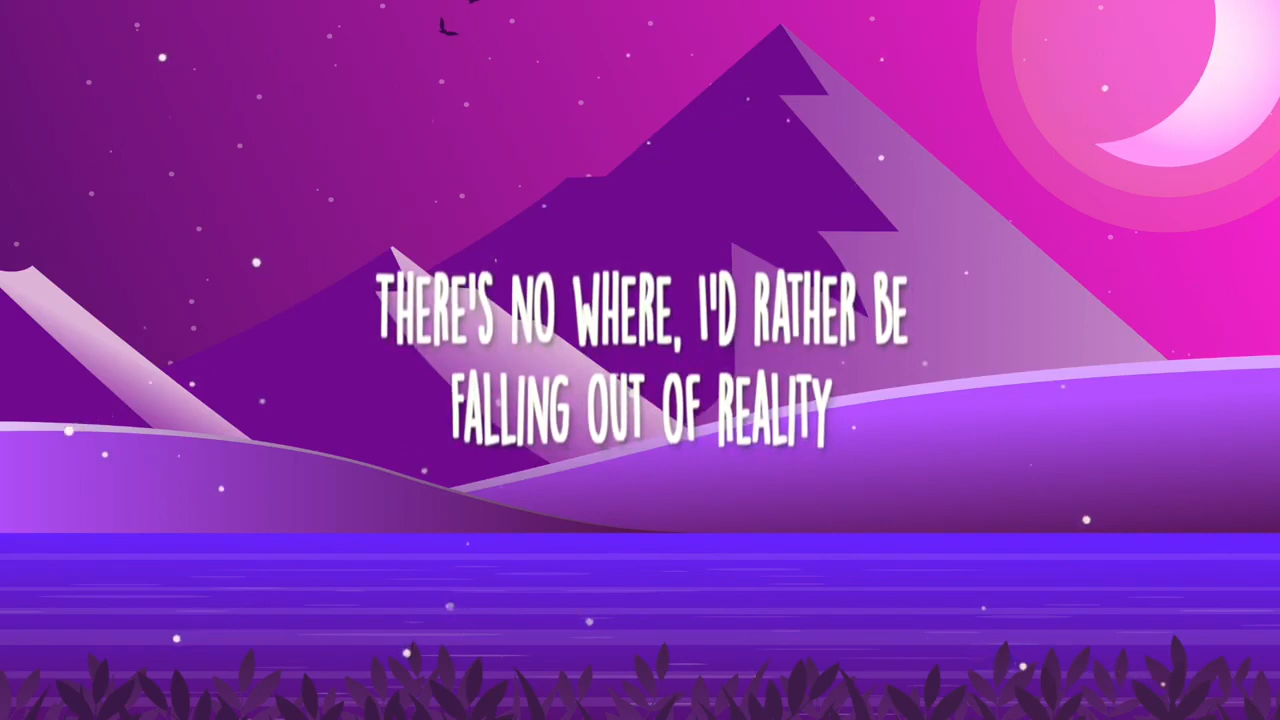 THERE'S NO WHERE, I'D RATHER BE
FALLING OUT OF REALITY